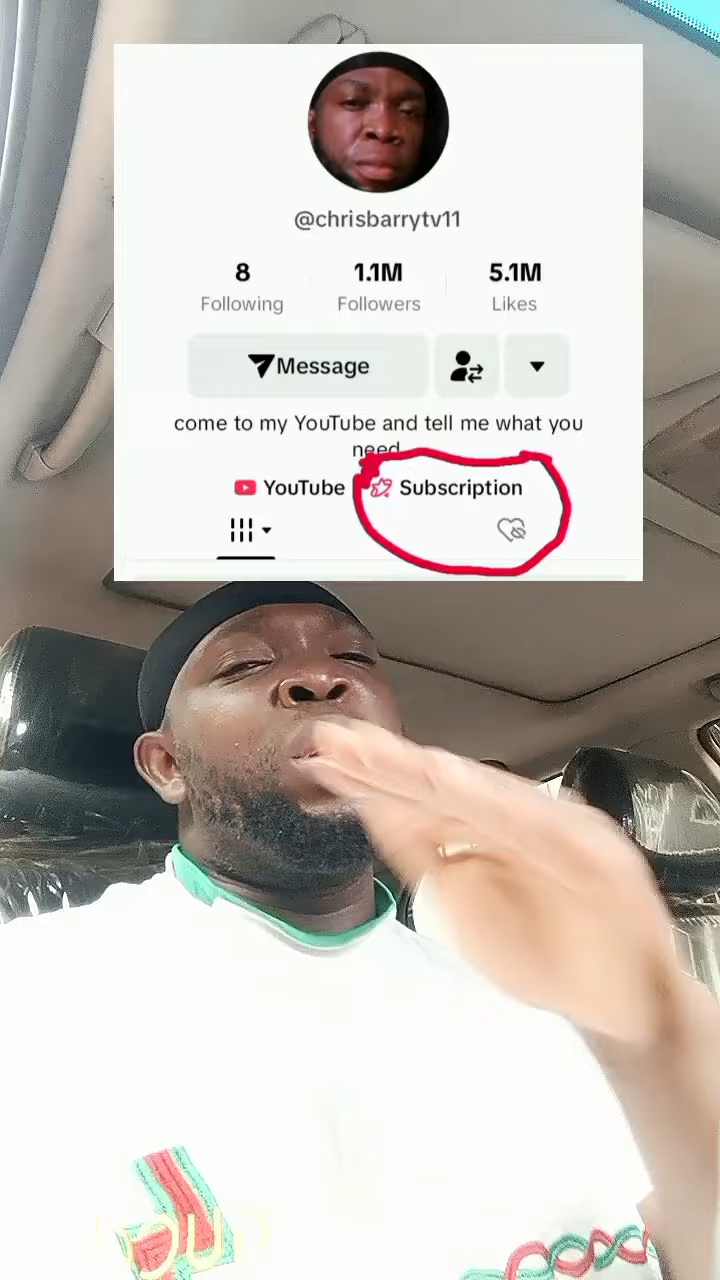 @chrisbarrytv11
8 1.1M 5.1M
Following Followers Likes
Message
come to my YouTube and tell me what you
need
YouTube Subscription